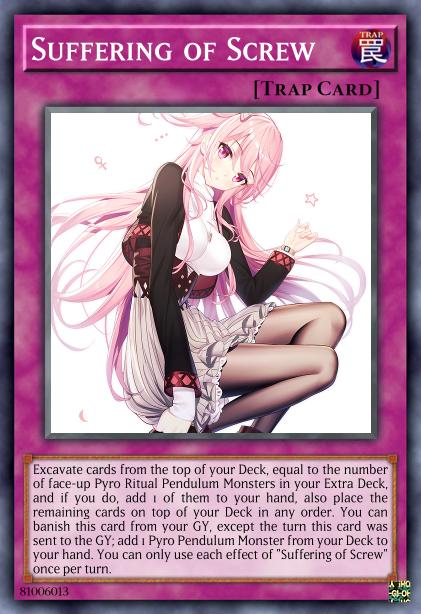 Suffering of Screw
TRAP
罠
[Trap Card]
Excavate cards from the top of your Deck, equal to the number
of face-up Pyro Ritual Pendulum Monsters in your Extra Deck,
and if you do, add 1 of them to your hand, also place the
remaining cards on top of your Deck in any order. You can
banish this card from your GY, except the turn this card was
sent to the GY; add 1 Pyro Pendulum Monster from your Deck to
your hand. You can only use each effect of "Suffering of Screw"
once per turn.
81006013